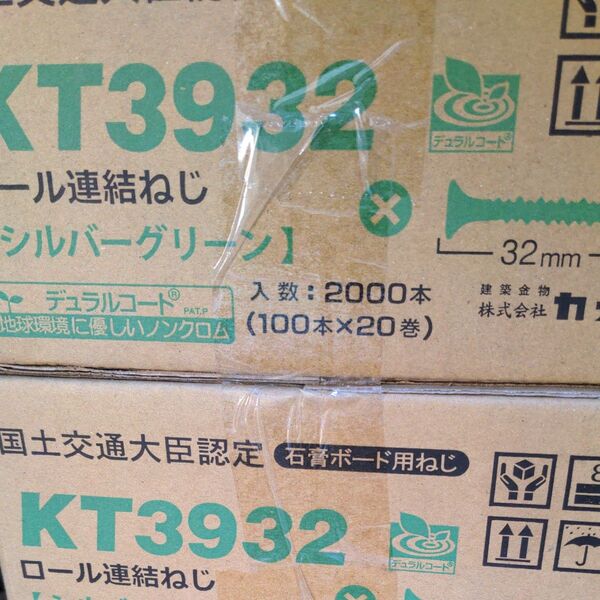 KT3932
デュラルコード®
ロール連結ねじ
シルバーグリーン】
32mm
デュラルコード®
PAT.P
地球環境に優しいノンクロム
入数：2000本
(100本×20巻)
建築金物
株式会社 カ
国土交通大臣認定
石膏ボード用ねじ
KT3932
デュラルコード®
ロール連結ねじ